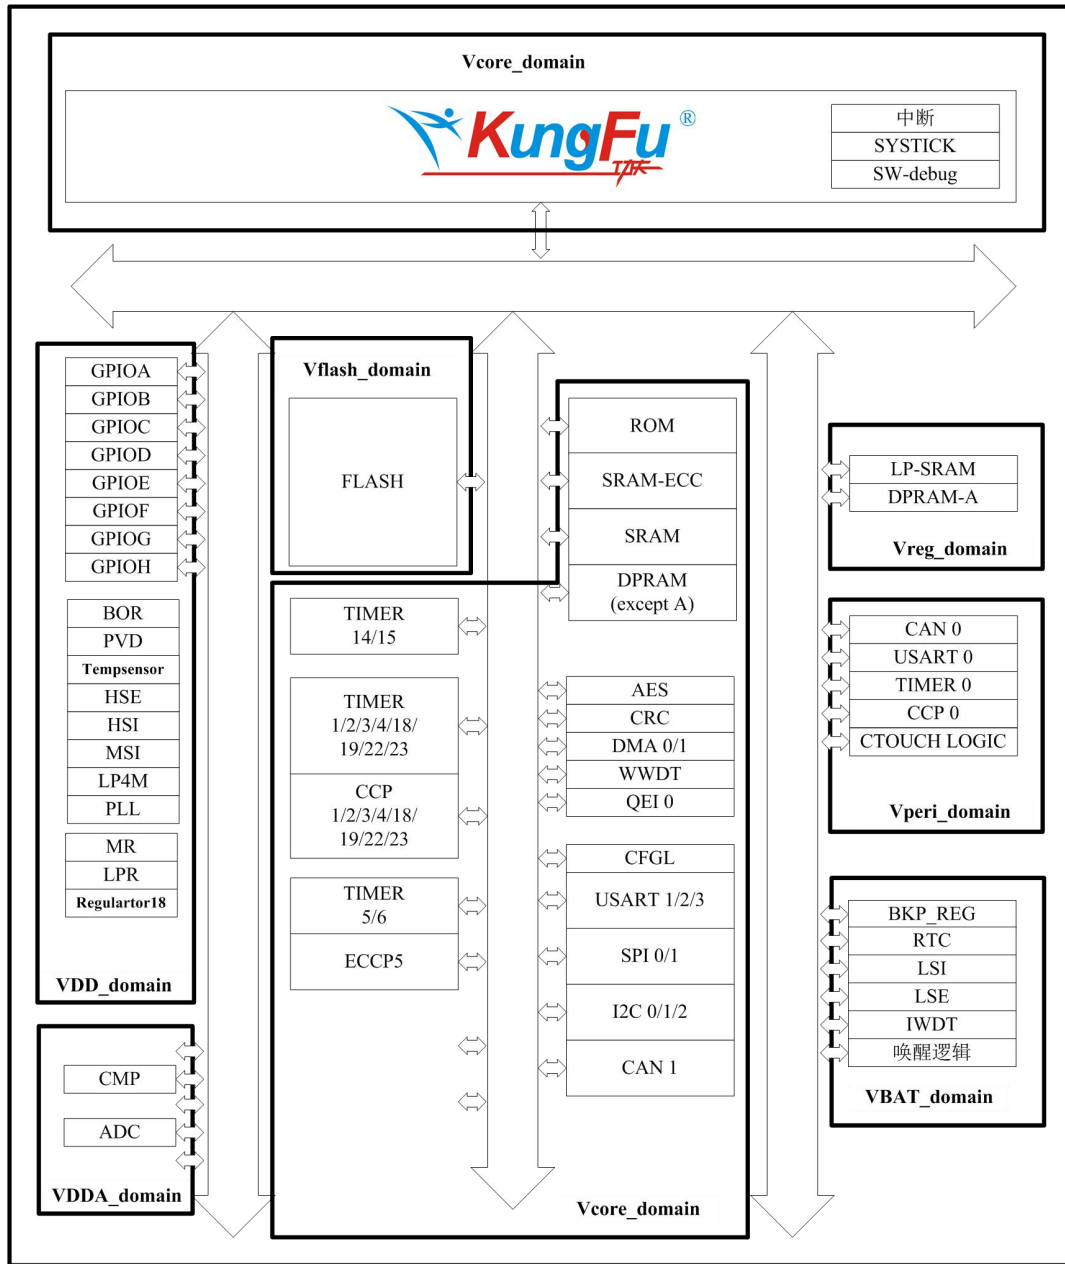 Vcore_domain
KungFu®
功夫
中断
SYSTICK
SW-debug
GPIOA
GPIOB
GPIOC
GPIOD
GPIOE
GPIOF
GPIOG
GPIOH
BOR
PVD
Tempsensor
HSE
HSI
MSI
LP4M
PLL
MR
LPR
Regulartor18
VDD_domain
CMP
ADC
VDDA_domain
Vflash_domain
FLASH
TIMER
14/15
TIMER
1/2/3/4/18/
19/22/23
CCP
1/2/3/4/18/
19/22/23
TIMER
5/6
ECCP5
ROM
SRAM-ECC
SRAM
DPRAM
(except A)
AES
CRC
DMA 0/1
WWDT
QEI 0
CFGL
USART 1/2/3
SPI 0/1
I2C 0/1/2
CAN 1
Vcore_domain
LP-SRAM
DPRAM-A
Vreg_domain
CAN 0
USART 0
TIMER 0
CCP 0
CTOUCH LOGIC
Vperi_domain
BKP_REG
RTC
LSI
LSE
IWDT
唤醒逻辑
VBAT_domain